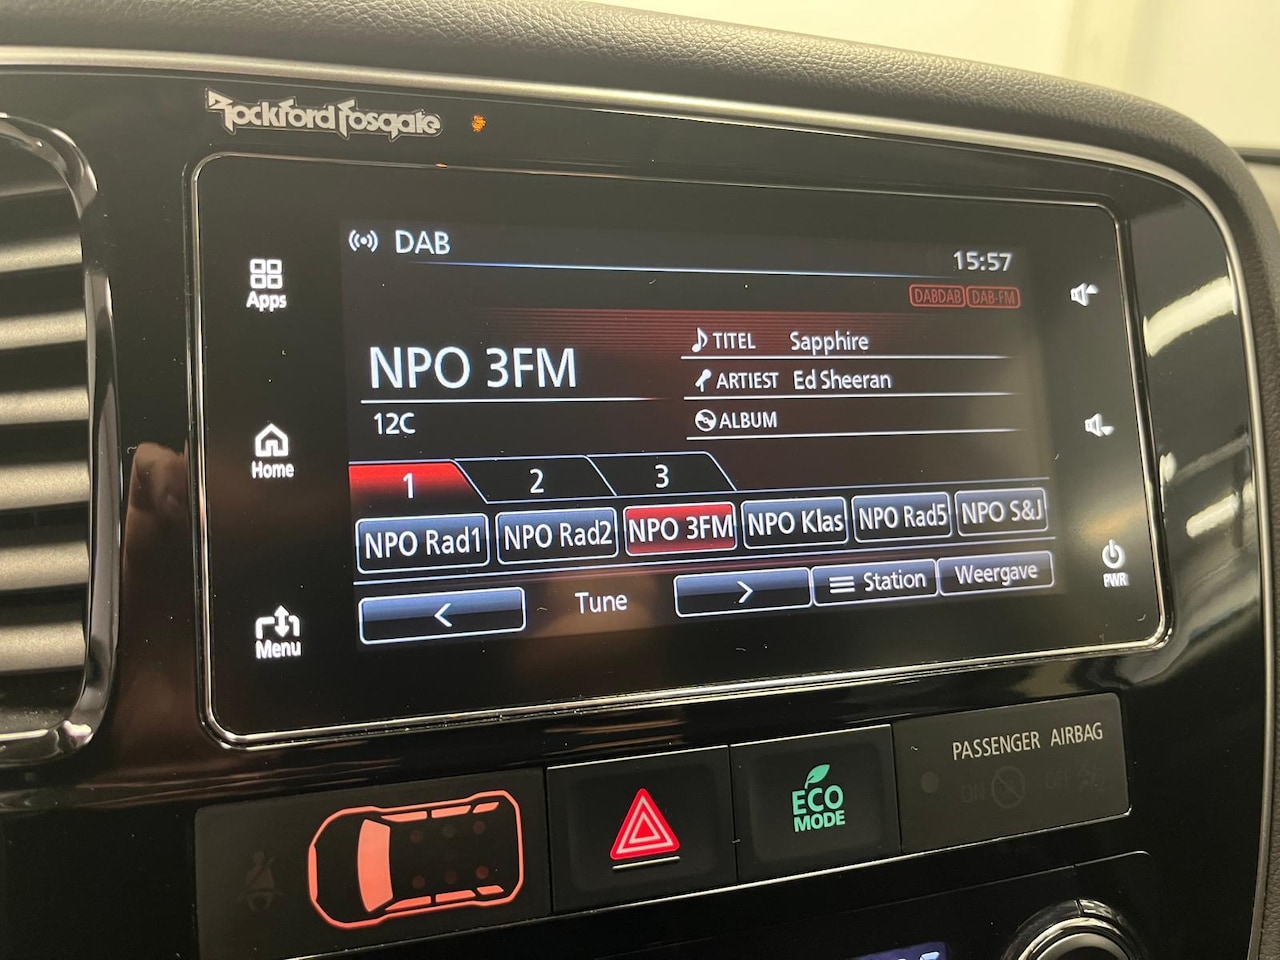 Rockford Fosgate
DAB
15:57
DABDAB DAB-FM
Apps
NPO 3FM
TITEL Sapphire
ARTIEST Ed Sheeran
12C
ALBUM
Home
1 2 3
NPO Rad1 NPO Rad2 NPO 3FM NPO Klas NPO Rad5 NPO S&J
< Tune > Station Weergave
PWR
Menu
PASSENGER AIRBAG
ON OFF
ECO
MODE